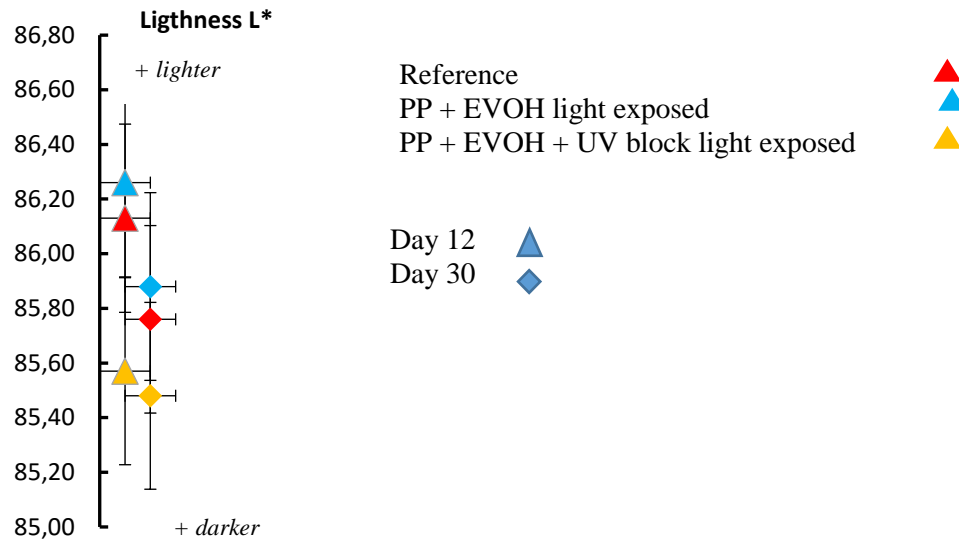 Ligthness L*
86,80
+ lighter
86,60
86,40
86,20
86,00
85,80
85,60
85,40
85,20
85,00
+ darker
Reference
PP + EVOH light exposed
PP + EVOH + UV block light exposed
Day 12
Day 30